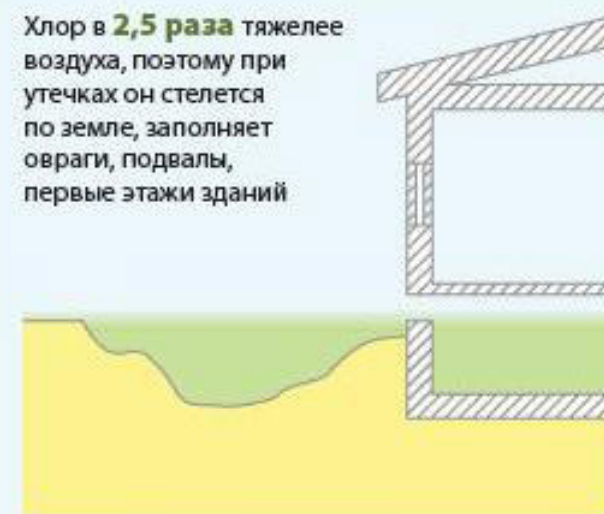 Хлор в 2,5 раза тяжелее
воздуха, поэтому при
утечках он стелется
по земле, заполняет
овраги, подвалы,
первые этажи зданий